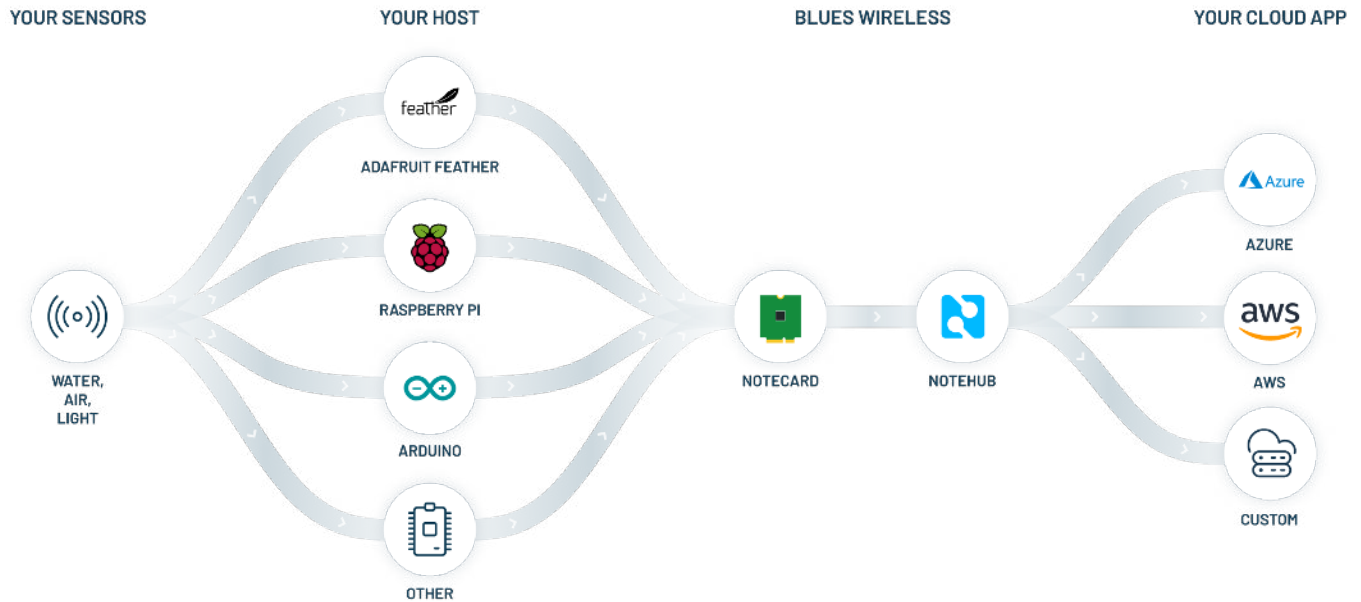 YOUR SENSORS
YOUR HOST
BLUES WIRELESS
YOUR CLOUD APP
feather
ADAFRUIT FEATHER
RASPBERRY PI
ARDUINO
OTHER
WATER,
AIR,
LIGHT
NOTECARD
NOTEHUB
Azure
AZURE
aws
AWS
CUSTOM